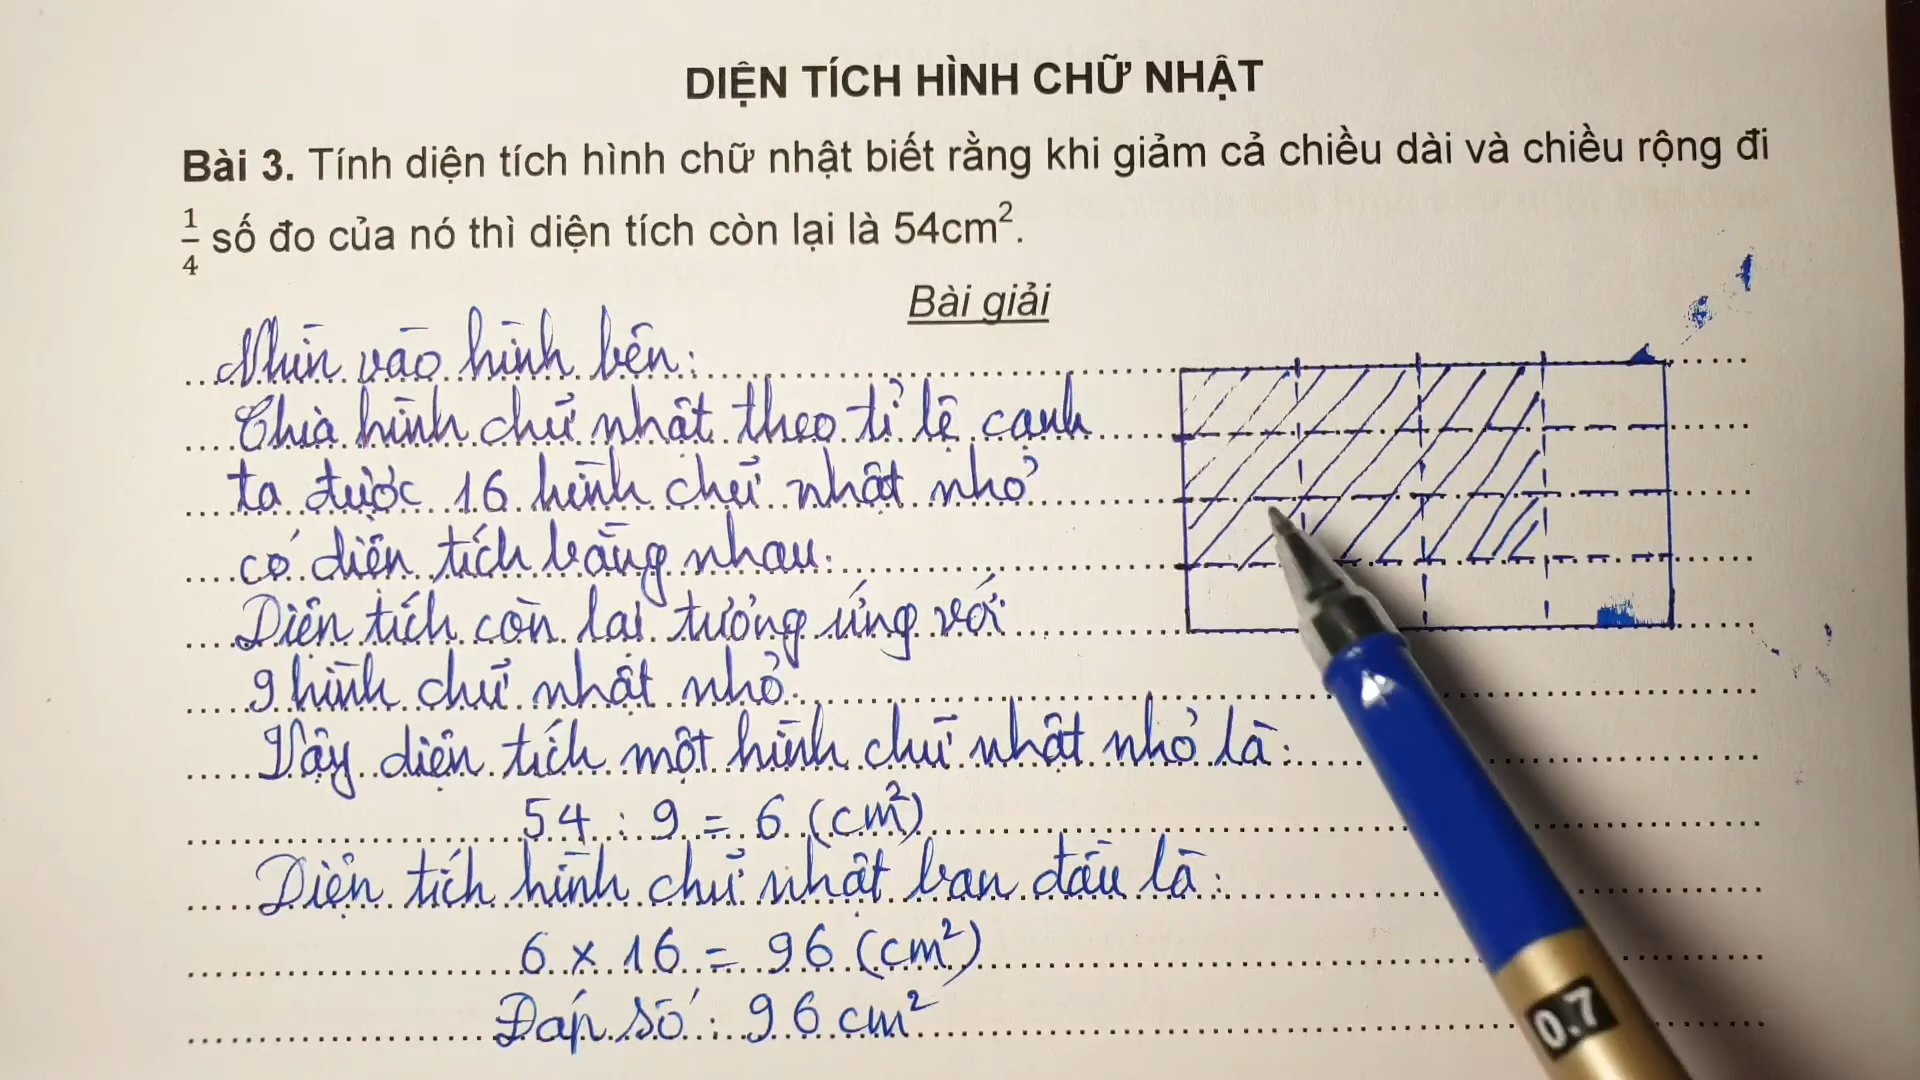 DIỆN TÍCH HÌNH CHỮ NHẬT
Bài 3. Tính diện tích hình chữ nhật biết rằng khi giảm cả chiều dài và chiều rộng đi
1/4 số đo của nó thì diện tích còn lại là 54cm².
Bài giải
Nhìn vào hình bên:
Chia hình chữ nhật theo tỉ lệ cạnh
ta được 16 hình chữ nhật nhỏ
có diện tích bằng nhau.
Diện tích còn lại tương ứng với
9 hình chữ nhật nhỏ.
Vậy diện tích một hình chữ nhật nhỏ là:
54 : 9 = 6 (cm²)
Diện tích hình chữ nhật ban đầu là:
6 x 16 = 96 (cm²)
Đáp số: 96 cm²
0.7